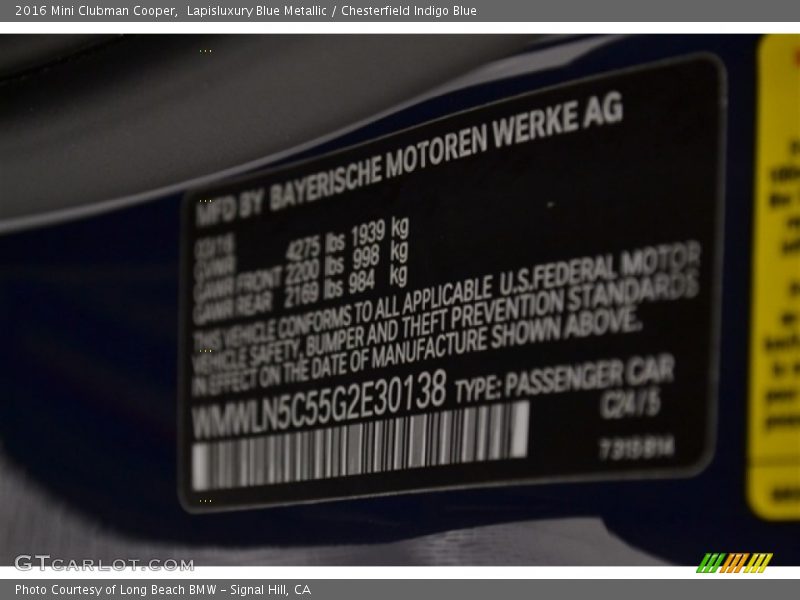 2016 Mini Clubman Cooper, Lapisluxury Blue Metallic / Chesterfield Indigo Blue
MFD BY BAYERISCHE MOTOREN WERKE AG
GVWR 4275 lbs 1939 kg
GAWR FRONT 2200 lbs 998 kg
GAWR REAR 2169 lbs 984 kg
THIS VEHICLE CONFORMS TO ALL APPLICABLE U.S.FEDERAL MOTOR
VEHICLE SAFETY, BUMPER AND THEFT PREVENTION STANDARDS
IN EFFECT ON THE DATE OF MANUFACTURE SHOWN ABOVE.
WMWLN5C55G2E30138 TYPE: PASSENGER CAR
C24 / 5
GTCARLOT.COM
Photo Courtesy of Long Beach BMW - Signal Hill, CA